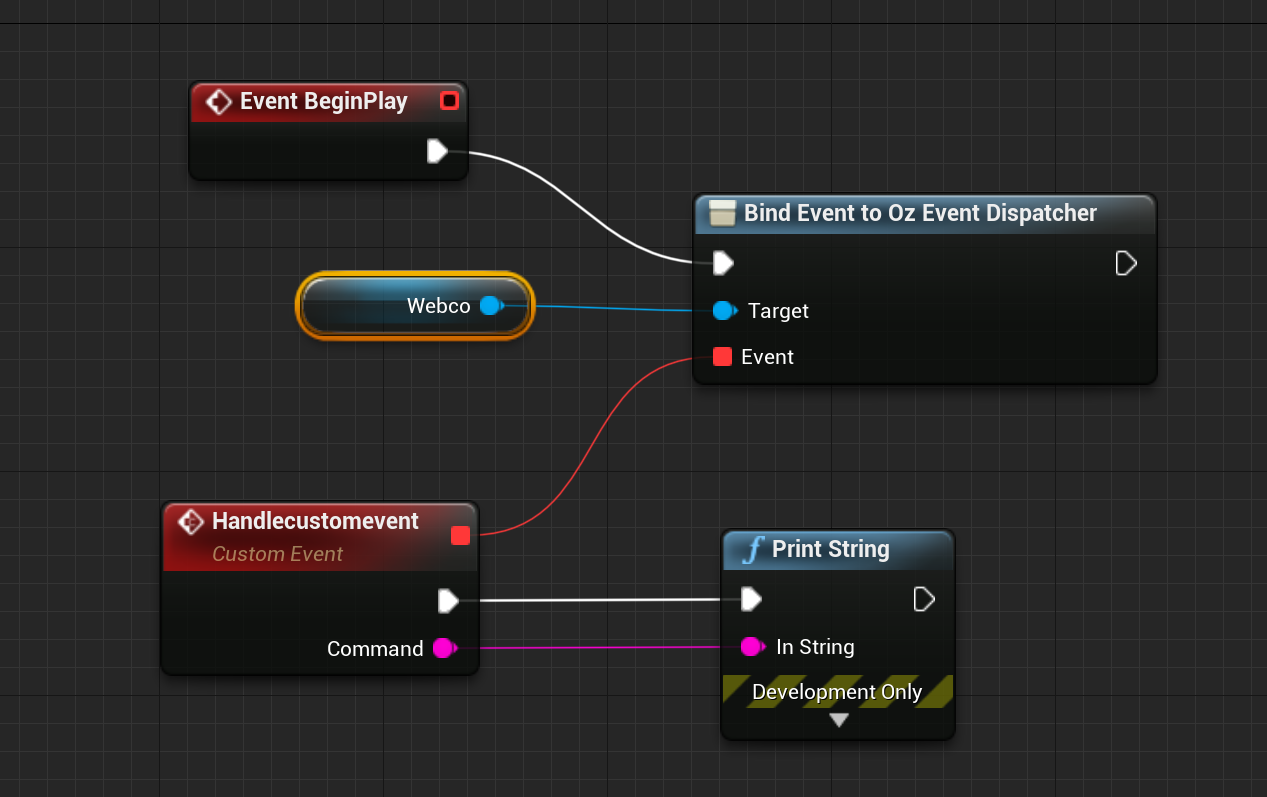 Event BeginPlay
Bind Event to Oz Event Dispatcher
Webco
Target
Event
Handlecustomevent
Custom Event
Print String
Command
In String
Development Only